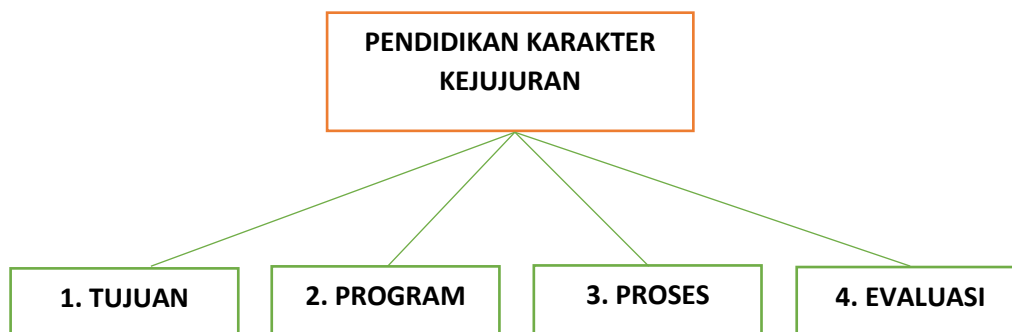 PENDIDIKAN KARAKTER
KEJUJURAN
1. TUJUAN
2. PROGRAM
3. PROSES
4. EVALUASI